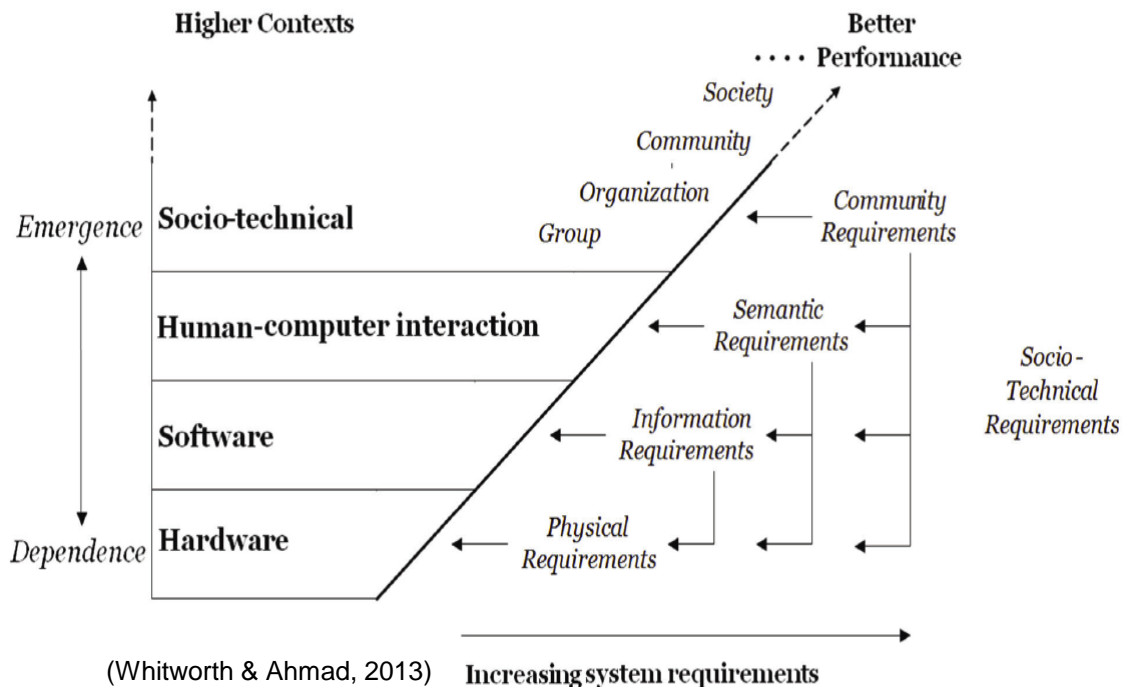 Higher Contexts
Better
•••• Performance
Society
Community
Organization
Group
Emergence
Socio-technical
Community
Requirements
Human-computer interaction
Semantic
Requirements
Socio-
Technical
Requirements
Software
Information
Requirements
Dependence
Hardware
Physical
Requirements
(Whitworth & Ahmad, 2013)
Increasing system requirements